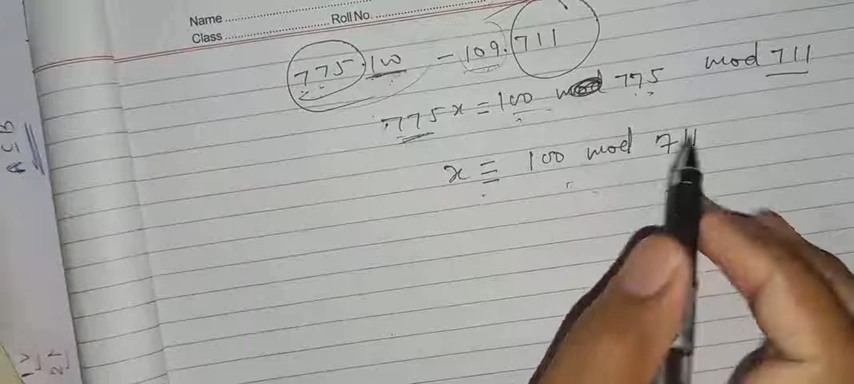 Name
Roll No.
Class
775.100 - 109.711
775x = 100 mod 775 mod 711
x ≡ 100 mod 711